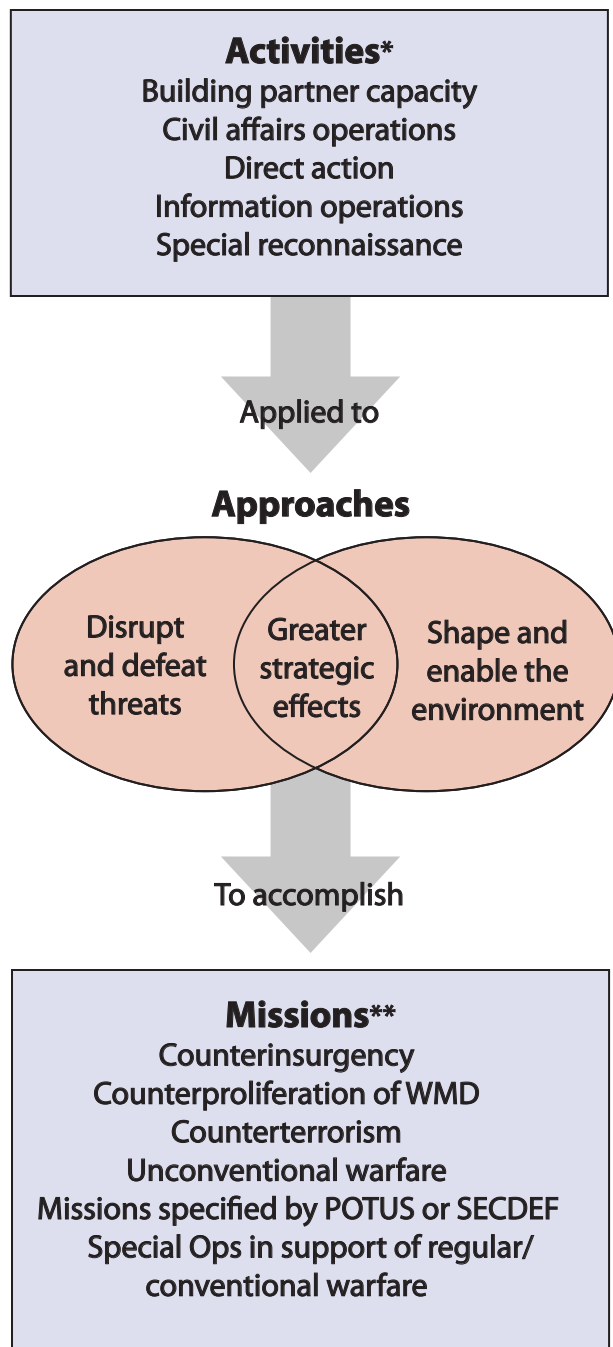 Activities*
Building partner capacity
Civil affairs operations
Direct action
Information operations
Special reconnaissance
Applied to
Approaches
Disrupt
and defeat
threats
Greater
strategic
effects
Shape and
enable the
environment
To accomplish
Missions**
Counterinsurgency
Counterproliferation of WMD
Counterterrorism
Unconventional warfare
Missions specified by POTUS or SECDEF
Special Ops in support of regular/
conventional warfare